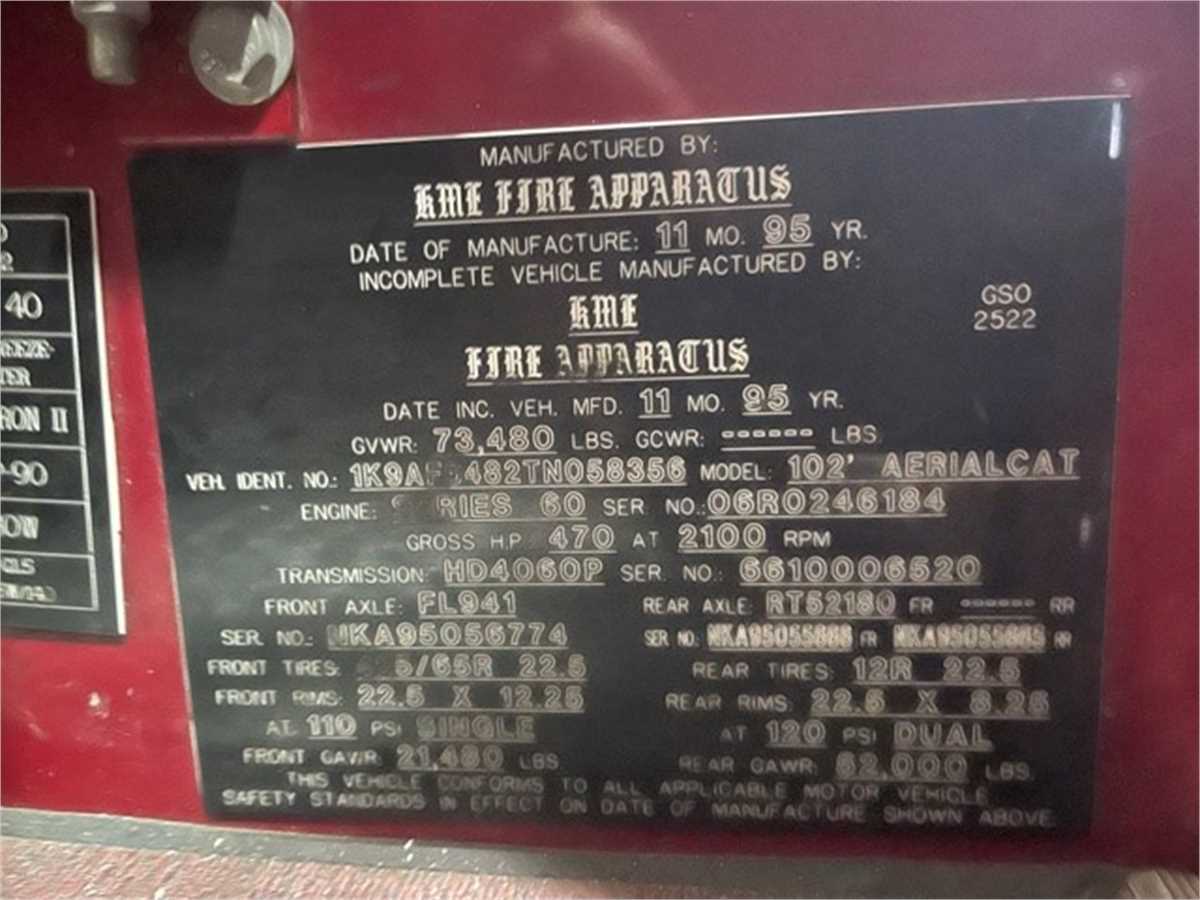 MANUFACTURED BY:
KME FIRE APPARATUS
DATE OF MANUFACTURE: 11 MO. 95 YR.
INCOMPLETE VEHICLE MANUFACTURED BY:
KME
FIRE APPARATUS
GSO
2522
DATE INC. VEH. MFD. 11 MO. 95 YR.
GVWR: 73,480 LBS. GCWR: ------ LBS
VEH. IDENT. NO.: MODEL: 102' AERIALCAT
ENGINE: SERIES 60 SER NO.: 06R0246184
GROSS H.P. 470 AT 2100 RPM
TRANSMISSION: HD4060P SER. NO.: 6610006520
FRONT AXLE: FL941 REAR AXLE: RT52180 FR ------ RR
SER. NO.: NKA95056774 SER NO.: FR RR
FRONT TIRES: REAR TIRES: 12R 22.5
FRONT RIMS: 22.5 X 12.25 REAR RIMS: 22.5 X 8.25
AT 110 PSI SINGLE AT 120 PSI DUAL
FRONT GAWR: 21,480 LBS REAR GAWR: 52,000 LBS.
THIS VEHICLE CONFORMS TO ALL APPLICABLE MOTOR VEHICLE
SAFETY STANDARDS IN EFFECT ON DATE OF MANUFACTURE SHOWN ABOVE
40
RON II
-90